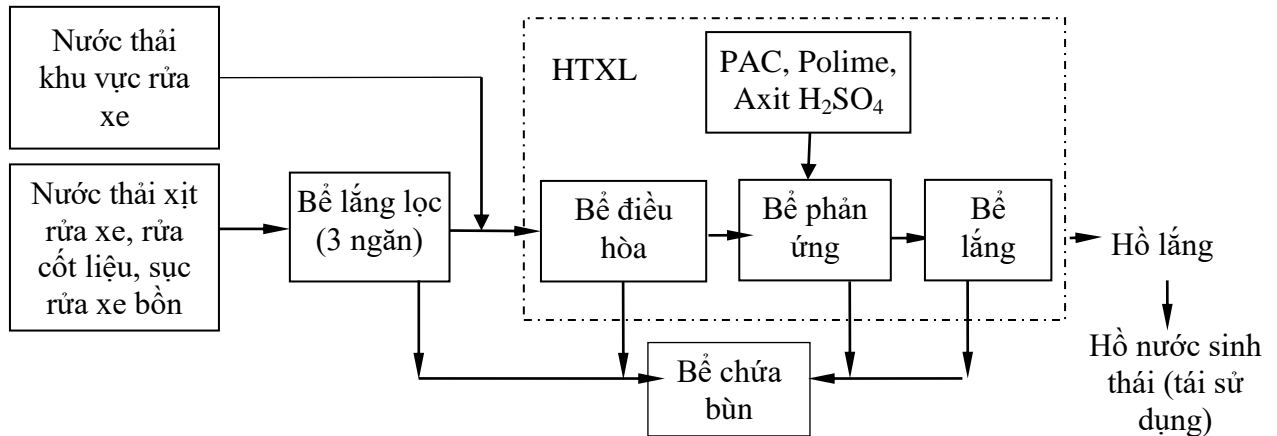 Nước thải
khu vực rửa
xe
HTXL
PAC, Polime,
Axit H₂SO₄
Nước thải xịt
rửa xe, rửa
cốt liệu, sục
rửa xe bồn
Bể lắng lọc
(3 ngăn)
Bể điều
hòa
Bể phản
ứng
Bể
lắng
Hồ lắng
Bể chứa
bùn
Hồ nước sinh
thái (tái sử
dụng)